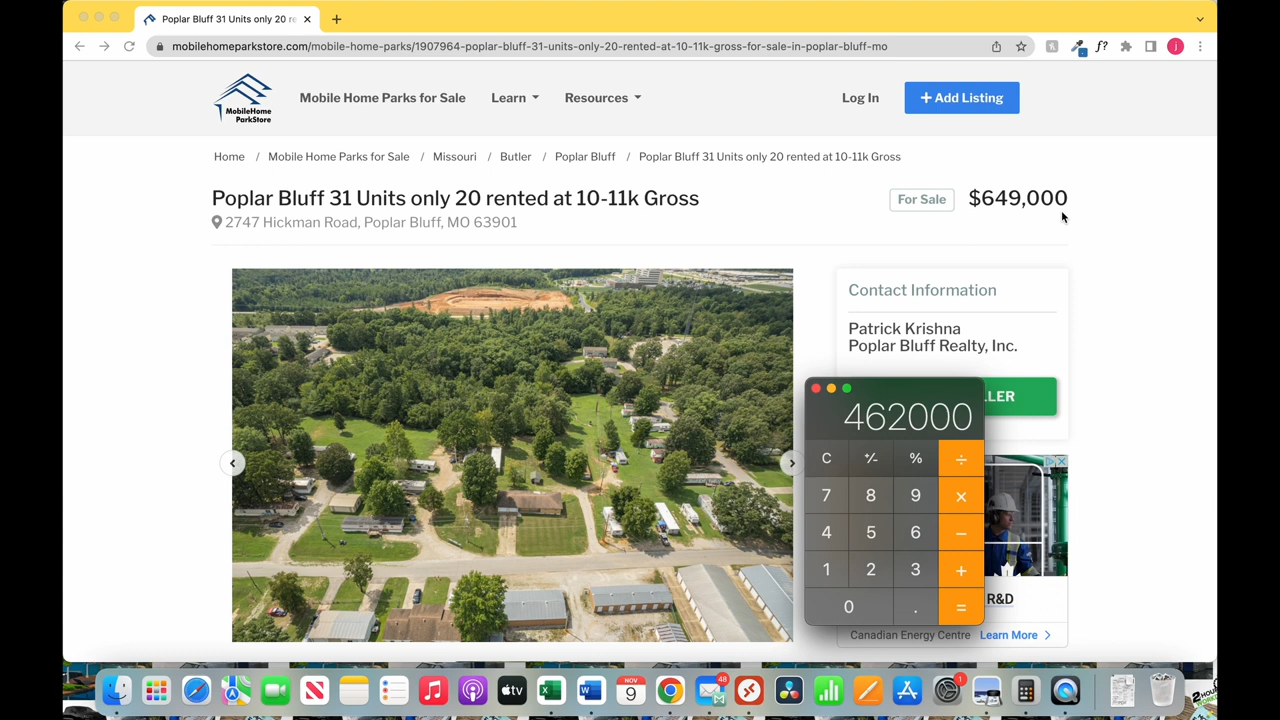 Poplar Bluff 31 Units only 20 re
mobilehomeparkstore.com/mobile-home-parks/1907964-poplar-bluff-31-units-only-20-rented-at-10-11k-gross-for-sale-in-poplar-bluff-mo
f?
j
MobileHome
ParkStore
Mobile Home Parks for Sale
Learn
Resources
Log In
+ Add Listing
Home / Mobile Home Parks for Sale / Missouri / Butler / Poplar Bluff / Poplar Bluff 31 Units only 20 rented at 10-11k Gross
Poplar Bluff 31 Units only 20 rented at 10-11k Gross
For Sale
$649,000
2747 Hickman Road, Poplar Bluff, MO 63901
Contact Information
Patrick Krishna
Poplar Bluff Realty, Inc.
LLER
462000
C +/- % ÷
7 8 9 ×
4 5 6 −
1 2 3 +
0 . =
R&D
Canadian Energy Centre
Learn More
NOV
9
48
1
tv
2 HOUR